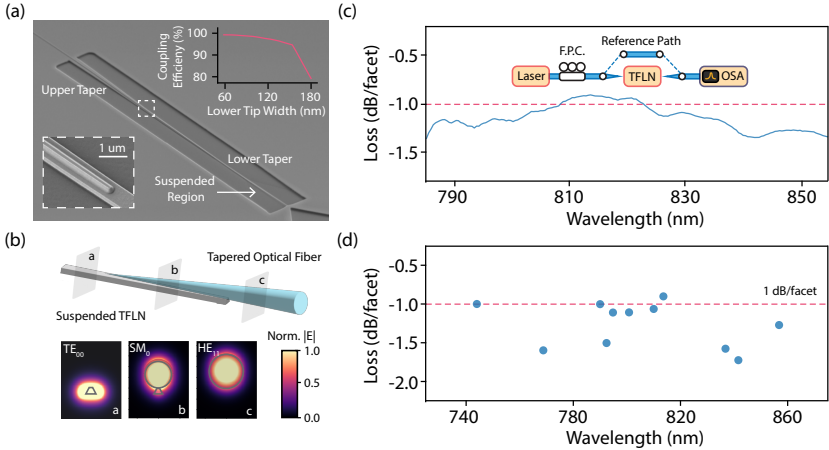 (a)
Coupling
Efficieny (%)
100
90
80
60
120
180
Lower Tip Width (nm)
Upper Taper
1 um
Lower Taper
Suspended
Region
(b)
a
b
c
Tapered Optical Fiber
Suspended TFLN
Norm. |E|
TE00
a
SM0
b
HE11
c
1.0
0.5
0.0
(c)
Loss (dB/facet)
-0.5
-1.0
-1.5
Reference Path
F.P.C.
Laser
TFLN
OSA
790
810
830
850
Wavelength (nm)
(d)
Loss (dB/facet)
-0.5
-1.0
-1.5
-2.0
1 dB/facet
740
780
820
860
Wavelength (nm)